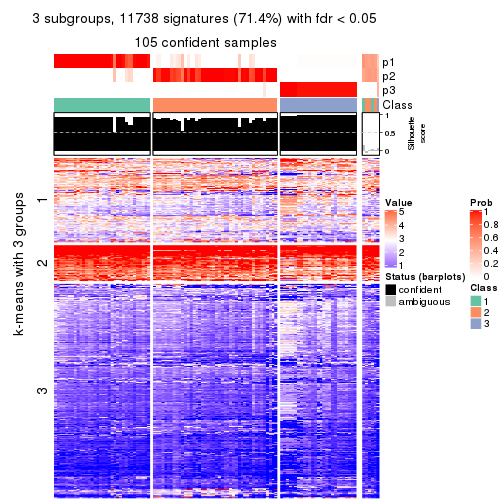 3 subgroups, 11738 signatures (71.4%) with fdr < 0.05
105 confident samples
p1
p2
p3
Class
1
0.5
0
Silhouette
score
k-means with 3 groups
1
2
3
Value
5
4
3
2
1
Status (barplots)
confident
ambiguous
Prob
1
0.8
0.6
0.4
0.2
0
Class
1
2
3